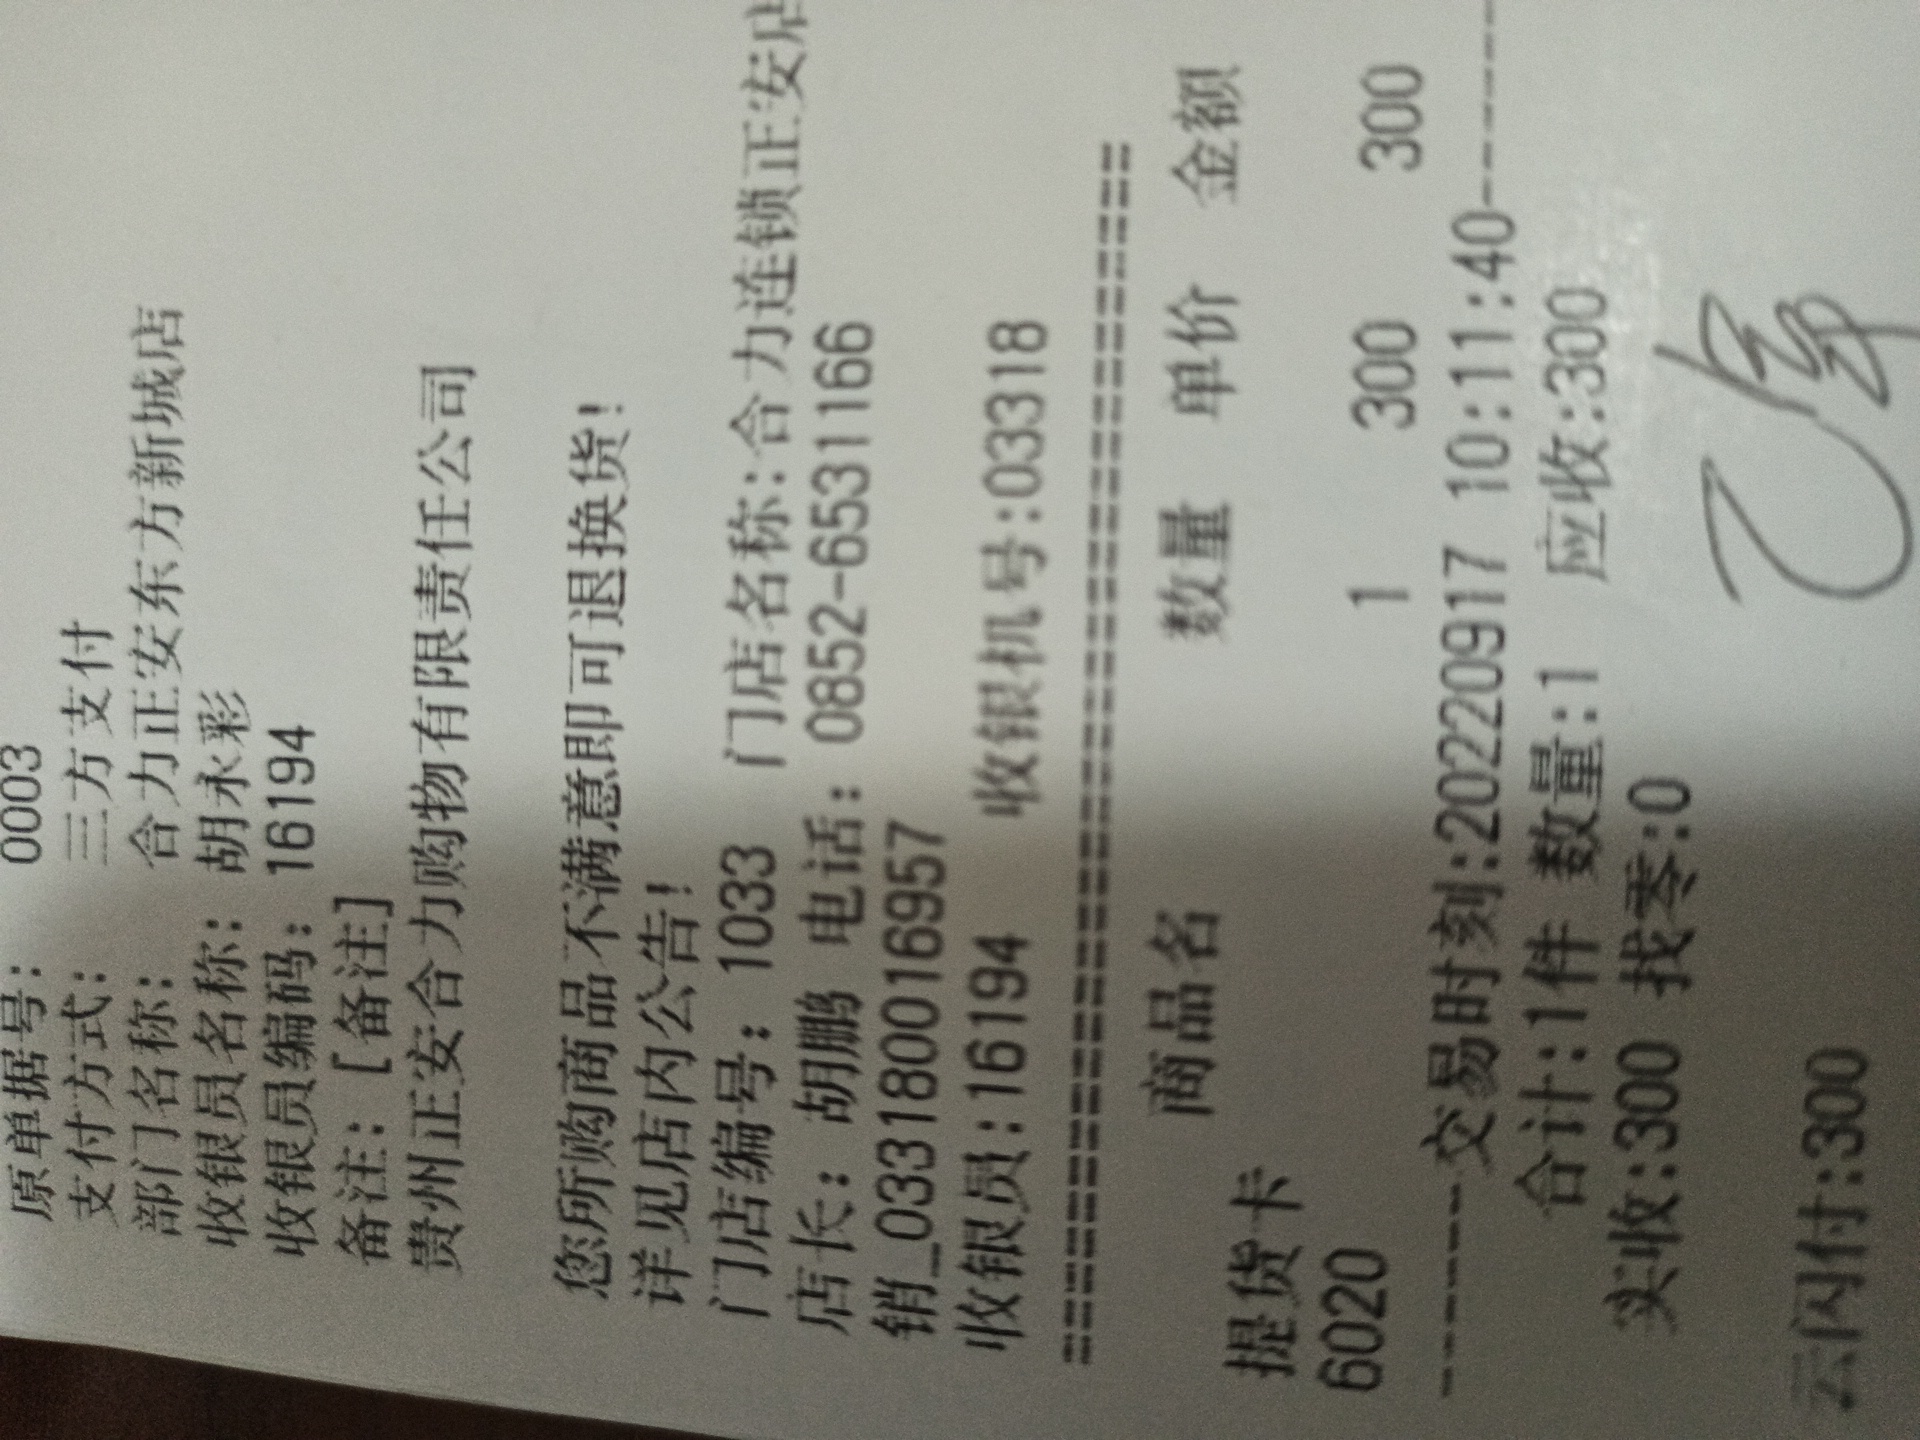 原单据号： 0003
支付方式： 三方支付
部门名称： 合力正安东方新城店
收银员名称： 胡永彩
收银员编码： 16194
备注： [备注]
贵州正安合力购物有限责任公司
您所购商品不满意即可退换货！
详见店内公告！
门店编号： 1033 门店名称：合力连锁正安店
店长： 胡鹏 电话： 0852-6531166
销_03318001 6957
收银员:16194 收银机号:03318
========================================
商品名 数量 单价 金额
提货卡
6020 1 300 300
------交易时刻:20220917 10:11:40------
合计:1件 数量:1 应收:300
实收:300 找零:0
云闪付:300